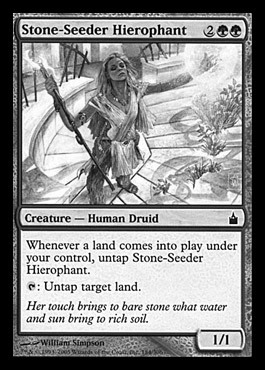 Stone-Seeder Hierophant 2
Creature — Human Druid
Whenever a land comes into play under
your control, untap Stone-Seeder
Hierophant.
: Untap target land.
Her touch brings to bare stone what water
and sun bring to rich soil.
William Simpson
1/1